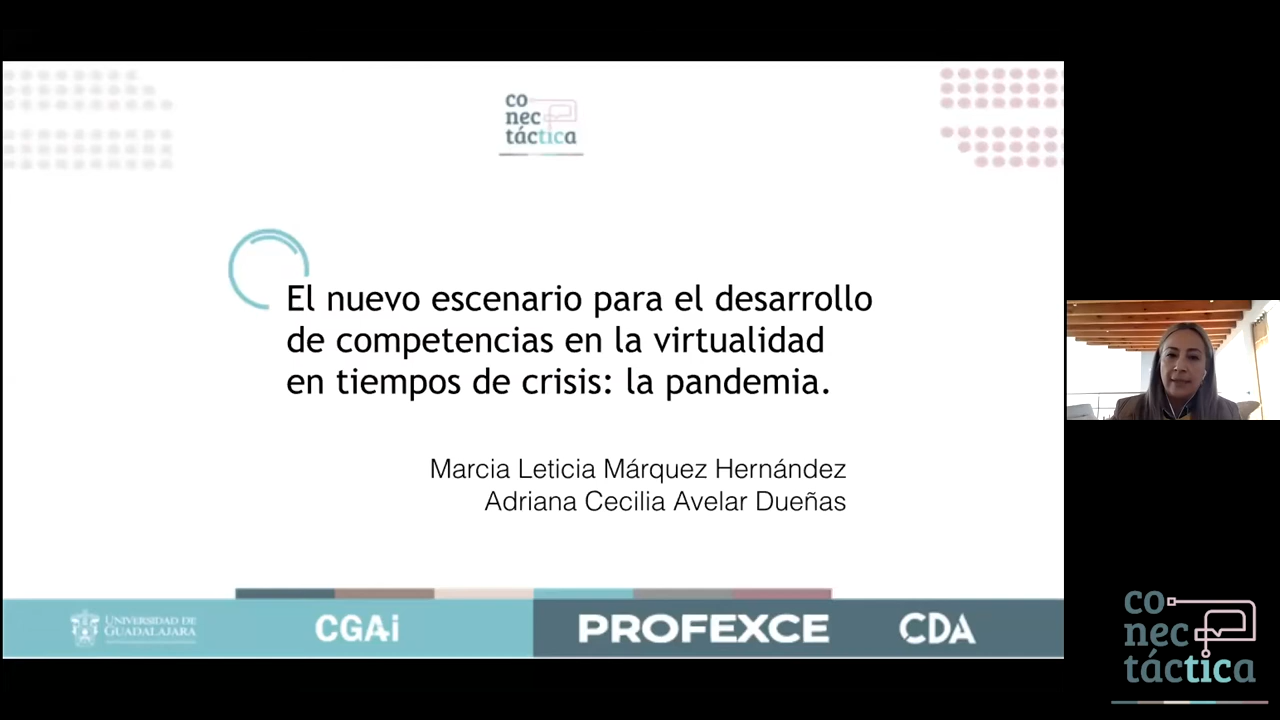 co
nec
táctica
El nuevo escenario para el desarrollo
de competencias en la virtualidad
en tiempos de crisis: la pandemia.
Marcia Leticia Márquez Hernández
Adriana Cecilia Avelar Dueñas
UNIVERSIDAD DE
GUADALAJARA
CGAi
PROFEXCE
CDA
co
nec
táctica